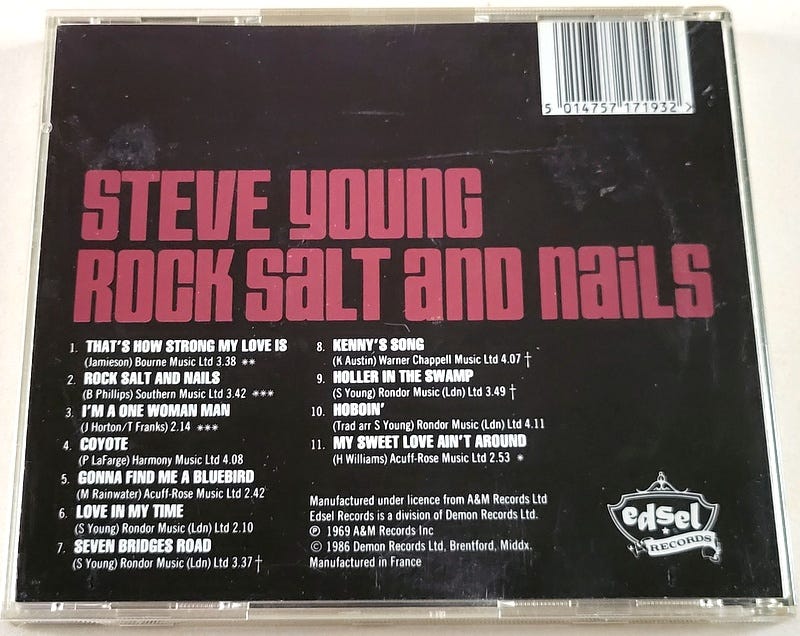 5 014757 171932 >
STEVE YOUNG
ROCK SALT AND NAILS
1. THAT'S HOW STRONG MY LOVE IS
(Jamieson) Bourne Music Ltd 3.38 **
2. ROCK SALT AND NAILS
(B Phillips) Southern Music Ltd 3.42 ***
3. I'M A ONE WOMAN MAN
(J Horton/T Franks) 2.14 ***
4. COYOTE
(P LaFarge) Harmony Music Ltd 4.08
5. GONNA FIND ME A BLUEBIRD
(M Rainwater) Acuff-Rose Music Ltd 2.42
6. LOVE IN MY TIME
(S Young) Rondor Music (Ldn) Ltd 2.10
7. SEVEN BRIDGES ROAD
(S Young) Rondor Music (Ldn) Ltd 3.37 †
8. KENNY'S SONG
(K Austin) Warner Chappell Music Ltd 4.07 †
9. HOLLER IN THE SWAMP
(S Young) Rondor Music (Ldn) Ltd 3.49 †
10. HOBOIN'
(Trad arr S Young) Rondor Music (Ldn) Ltd 4.11
11. MY SWEET LOVE AIN'T AROUND
(H Williams) Acuff-Rose Music Ltd 2.53 *
Manufactured under licence from A&M Records Ltd
Edsel Records is a division of Demon Records Ltd.
℗ 1969 A&M Records Inc
© 1986 Demon Records Ltd, Brentford, Middx.
Manufactured in France
edsel
RECORDS